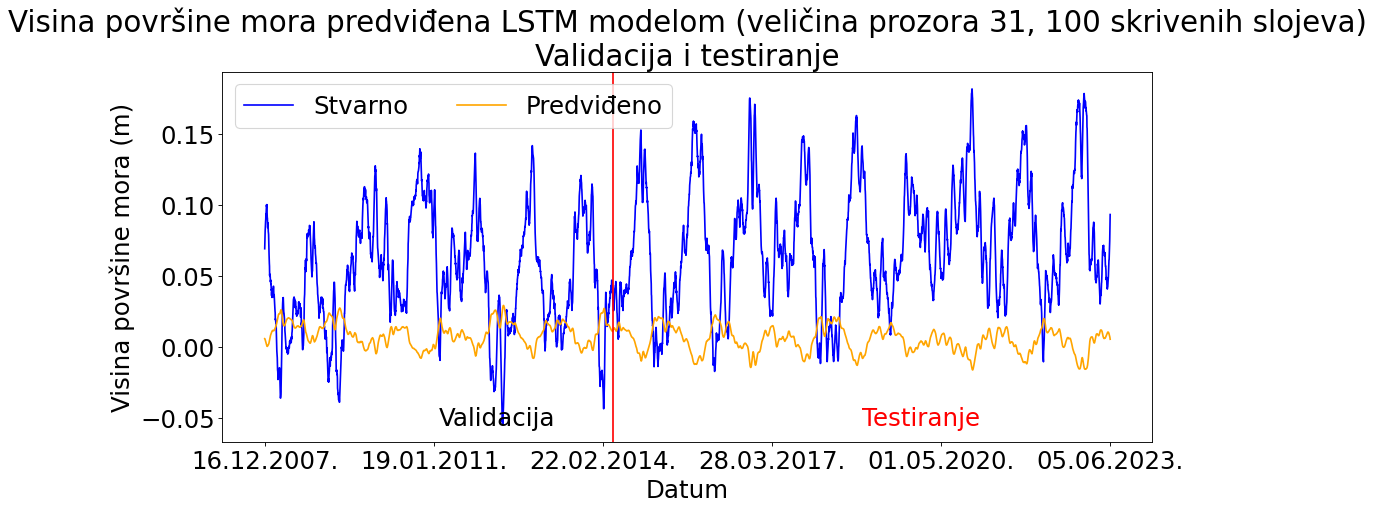 Visina površine mora predviđena LSTM modelom (veličina prozora 31, 100 skrivenih slojeva)
Validacija i testiranje
Stvarno
Predviđeno
Visina površine mora (m)
0.15
0.10
0.05
0.00
−0.05
Validacija
Testiranje
16.12.2007.
19.01.2011.
22.02.2014.
28.03.2017.
01.05.2020.
05.06.2023.
Datum